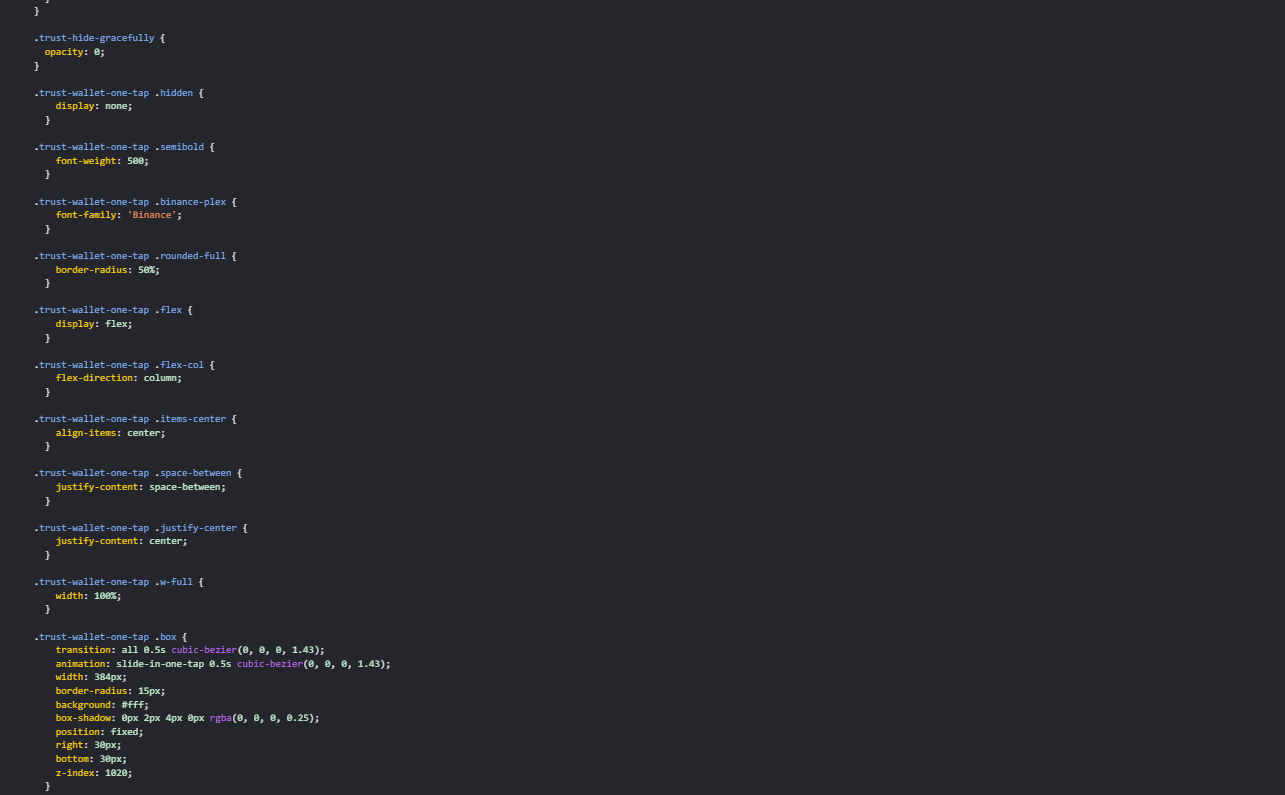 }
.trust-hide-gracefully {
opacity: 0;
}
.trust-wallet-one-tap .hidden {
display: none;
}
.trust-wallet-one-tap .semibold {
font-weight: 500;
}
.trust-wallet-one-tap .binance-plex {
font-family: 'Binance';
}
.trust-wallet-one-tap .rounded-full {
border-radius: 50%;
}
.trust-wallet-one-tap .flex {
display: flex;
}
.trust-wallet-one-tap .flex-col {
flex-direction: column;
}
.trust-wallet-one-tap .items-center {
align-items: center;
}
.trust-wallet-one-tap .space-between {
justify-content: space-between;
}
.trust-wallet-one-tap .justify-center {
justify-content: center;
}
.trust-wallet-one-tap .w-full {
width: 100%;
}
.trust-wallet-one-tap .box {
transition: all 0.5s cubic-bezier(0, 0, 0, 1.43);
animation: slide-in-one-tap 0.5s cubic-bezier(0, 0, 0, 1.43);
width: 384px;
border-radius: 15px;
background: #fff;
box-shadow: 0px 2px 4px 0px rgba(0, 0, 0, 0.25);
position: fixed;
right: 30px;
bottom: 30px;
z-index: 1020;
}